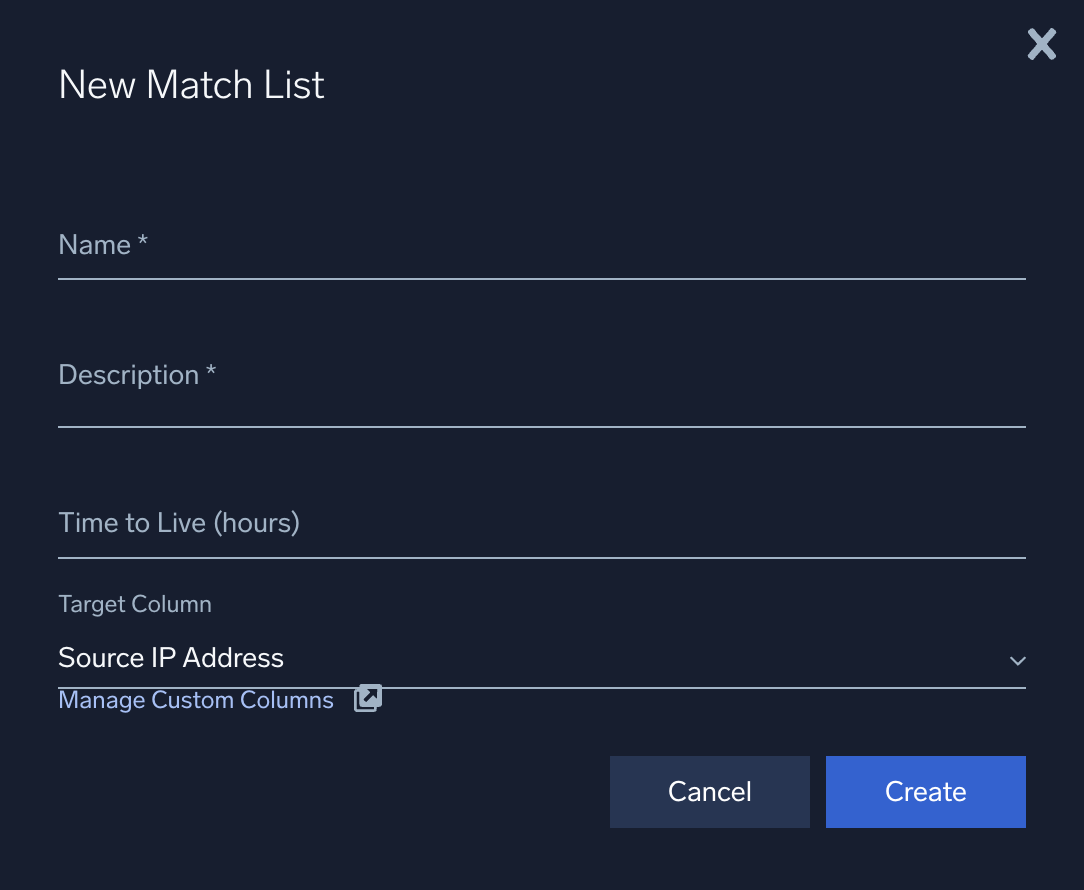 New Match List
Name *
Description *
Time to Live (hours)
Target Column
Source IP Address
Manage Custom Columns
Cancel
Create